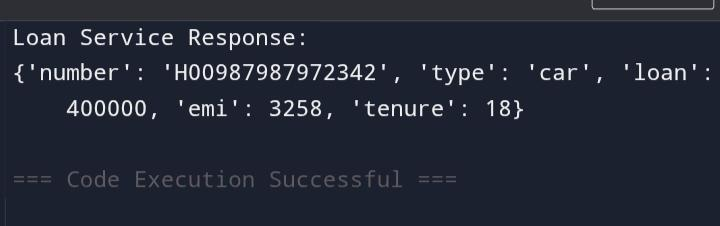 Loan Service Response:
{'number': 'H00987987972342', 'type': 'car', 'loan':
400000, 'emi': 3258, 'tenure': 18}
=== Code Execution Successful ===